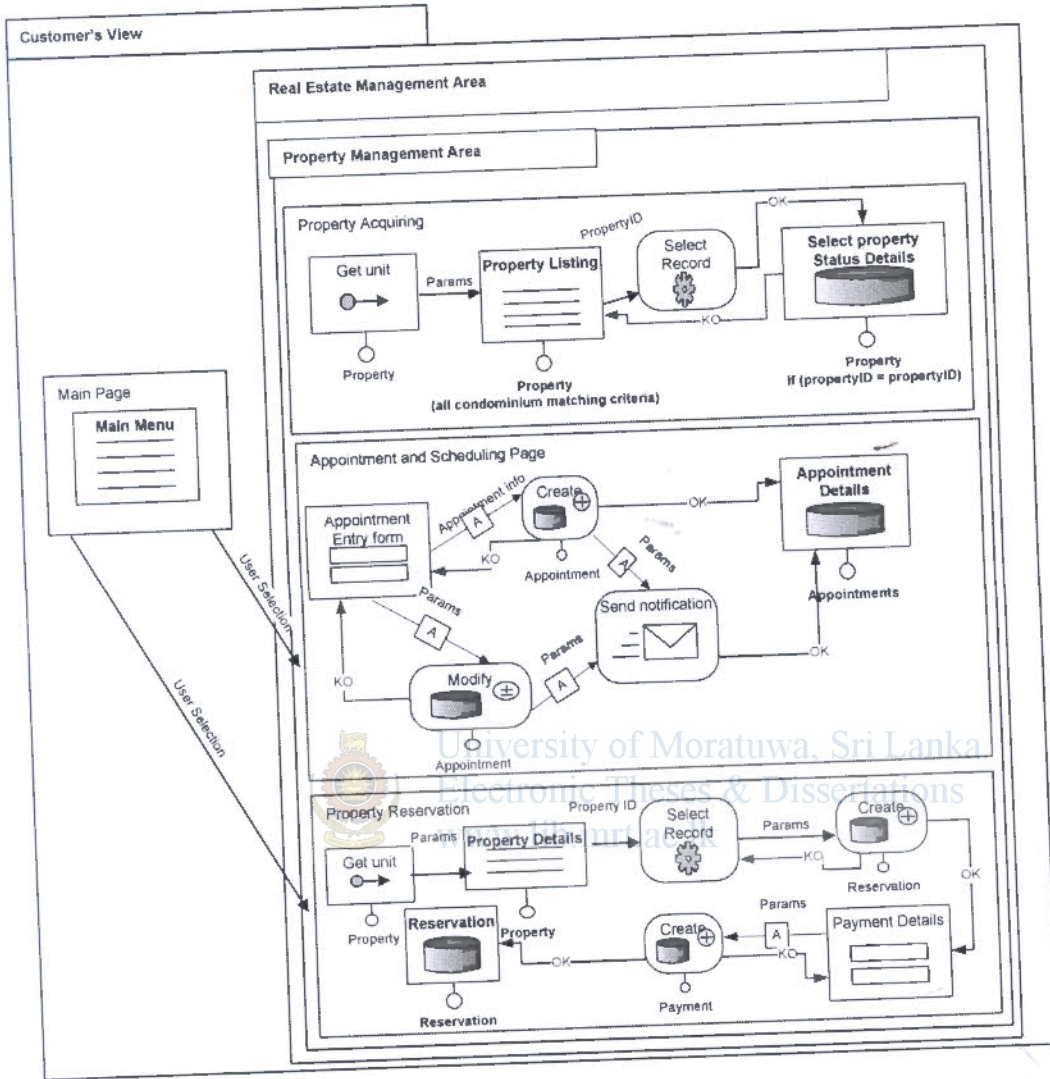 Customer's View
Real Estate Management Area
Property Management Area
Property Acquiring
Get unit
Params
Property
Property Listing
Property
(all condominium matching criteria)
PropertyID
Select
Record
OK
KO
Select property
Status Details
Property
If (propertyID = propertyID)
Main Page
Main Menu
User Selection
User Selection
Appointment and Scheduling Page
Appointment
Entry form
Appointment info
A
Create
Appointment
OK
KO
Appointment
Details
Appointments
Params
A
Params
A
Send notification
OK
KO
Modify
Appointment
Params
A
University of Moratuwa, Sri Lanka
Electronic Theses & Dissertations
www.lib.mrt.ac.lk
Property Reservation
Get unit
Params
Property
Property Details
Property
Property ID
Select
Record
Params
KO
Create
Reservation
OK
Payment Details
Params
A
KO
Create
Payment
OK
Reservation
Reservation